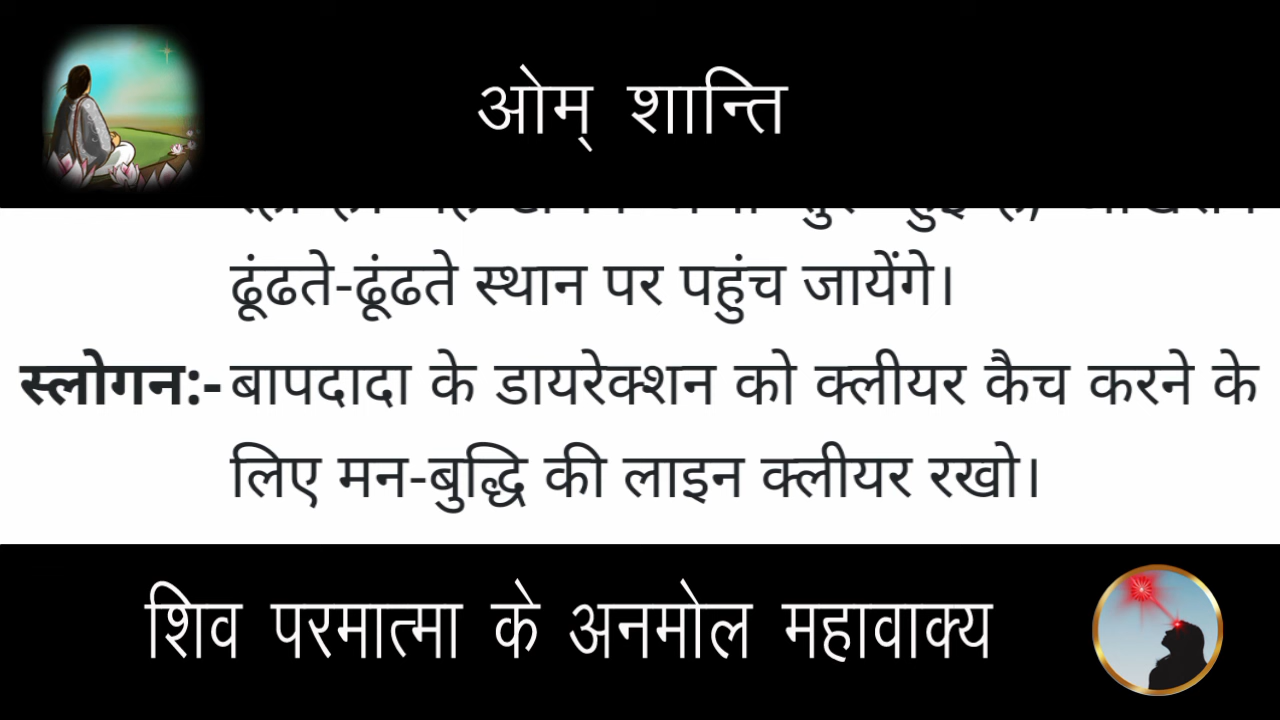 ओम् शान्ति
ढूंढते-ढूंढते स्थान पर पहुंच जायेंगे।
स्लोगन:- बापदादा के डायरेक्शन को क्लीयर कैच करने के
लिए मन-बुद्धि की लाइन क्लीयर रखो।
शिव परमात्मा के अनमोल महावाक्य